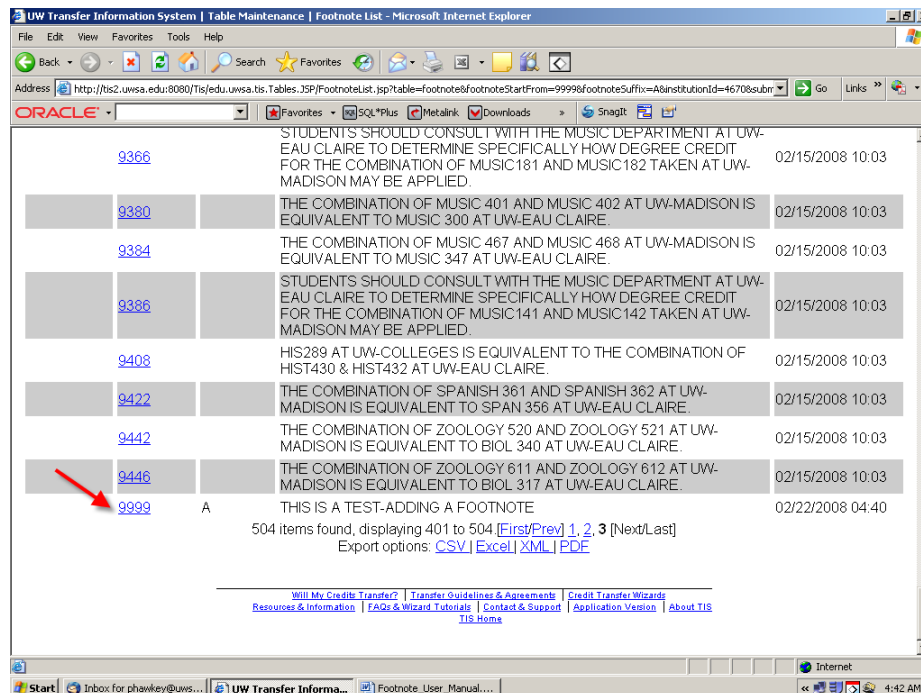 UW Transfer Information System | Table Maintenance | Footnote List - Microsoft Internet Explorer
File Edit View Favorites Tools Help
Back Search Favorites
Address http://tis2.uwsa.edu:8080/Tis/edu.uwsa.tis.Tables.JSP/FootnoteList.jsp?table=footnote&footnoteStartFrom=9999&footnoteSuffix=A&institutionId=4670&subm Go Links »
ORACLE Favorites SQL*Plus Metalink Downloads » SnagIt
STUDENTS SHOULD CONSULT WITH THE MUSIC DEPARTMENT AT UW-
EAU CLAIRE TO DETERMINE SPECIFICALLY HOW DEGREE CREDIT
9366 FOR THE COMBINATION OF MUSIC181 AND MUSIC182 TAKEN AT UW- 02/15/2008 10:03
MADISON MAY BE APPLIED.
9380 THE COMBINATION OF MUSIC 401 AND MUSIC 402 AT UW-MADISON IS 02/15/2008 10:03
EQUIVALENT TO MUSIC 300 AT UW-EAU CLAIRE.
9384 THE COMBINATION OF MUSIC 467 AND MUSIC 468 AT UW-MADISON IS 02/15/2008 10:03
EQUIVALENT TO MUSIC 347 AT UW-EAU CLAIRE.
STUDENTS SHOULD CONSULT WITH THE MUSIC DEPARTMENT AT UW-
EAU CLAIRE TO DETERMINE SPECIFICALLY HOW DEGREE CREDIT
9386 FOR THE COMBINATION OF MUSIC141 AND MUSIC142 TAKEN AT UW- 02/15/2008 10:03
MADISON MAY BE APPLIED.
9408 HIS289 AT UW-COLLEGES IS EQUIVALENT TO THE COMBINATION OF 02/15/2008 10:03
HIST430 & HIST432 AT UW-EAU CLAIRE.
9422 THE COMBINATION OF SPANISH 361 AND SPANISH 362 AT UW- 02/15/2008 10:03
MADISON IS EQUIVALENT TO SPAN 356 AT UW-EAU CLAIRE.
9442 THE COMBINATION OF ZOOLOGY 520 AND ZOOLOGY 521 AT UW- 02/15/2008 10:03
MADISON IS EQUIVALENT TO BIOL 340 AT UW-EAU CLAIRE.
9446 THE COMBINATION OF ZOOLOGY 611 AND ZOOLOGY 612 AT UW- 02/15/2008 10:03
MADISON IS EQUIVALENT TO BIOL 317 AT UW-EAU CLAIRE.
9999 A THIS IS A TEST-ADDING A FOOTNOTE 02/22/2008 04:40
504 items found, displaying 401 to 504.[First/Prev] 1, 2, 3 [Next/Last]
Export options: CSV | Excel | XML | PDF
Will My Credits Transfer? | Transfer Guidelines & Agreements | Credit Transfer Wizards
Resources & Information | FAQs & Wizard Tutorials | Contact & Support | Application Version | About TIS
TIS Home
Internet
Start Inbox for phawkey@uws... UW Transfer Informa... Footnote_User_Manual.... « 4:42 AM